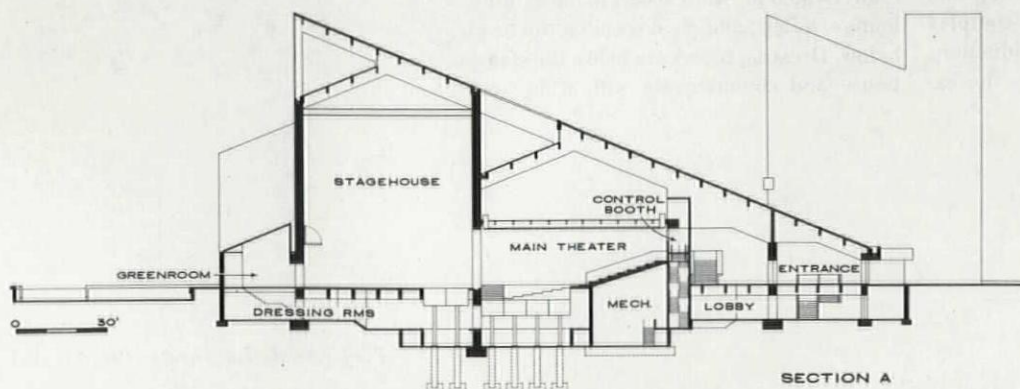 STAGEHOUSE
CONTROL
BOOTH
MAIN THEATER
GREENROOM
ENTRANCE
DRESSING RMS
MECH.
LOBBY
0 30'
SECTION A